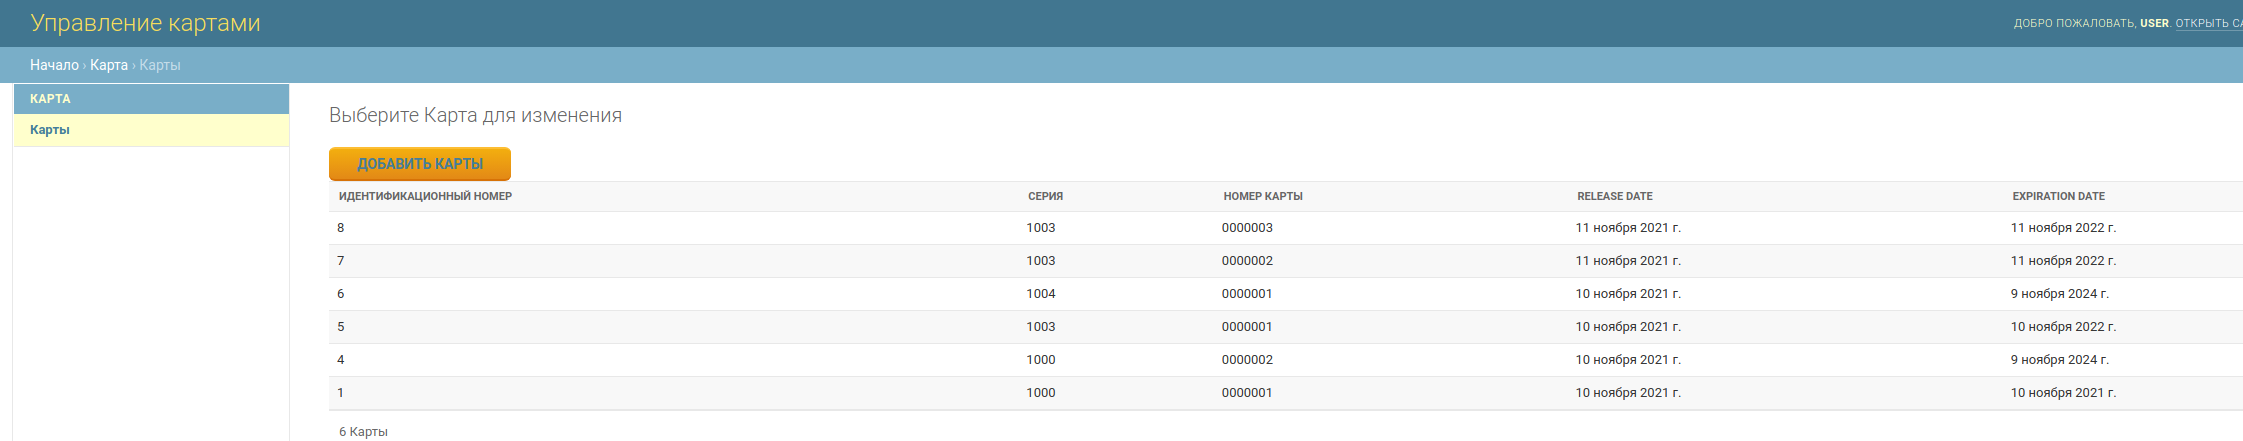 Управление картами
ДОБРО ПОЖАЛОВАТЬ, USER. ОТКРЫТЬ
Начало › Карта › Карты
КАРТА
Карты
Выберите Карта для изменения
ДОБАВИТЬ КАРТЫ
ИДЕНТИФИКАЦИОННЫЙ НОМЕР СЕРИЯ НОМЕР КАРТЫ RELEASE DATE EXPIRATION DATE
8 1003 0000003 11 ноября 2021 г. 11 ноября 2022 г.
7 1003 0000002 11 ноября 2021 г. 11 ноября 2022 г.
6 1004 0000001 10 ноября 2021 г. 9 ноября 2024 г.
5 1003 0000001 10 ноября 2021 г. 10 ноября 2022 г.
4 1000 0000002 10 ноября 2021 г. 9 ноября 2024 г.
1 1000 0000001 10 ноября 2021 г. 10 ноября 2021 г.
6 Карты